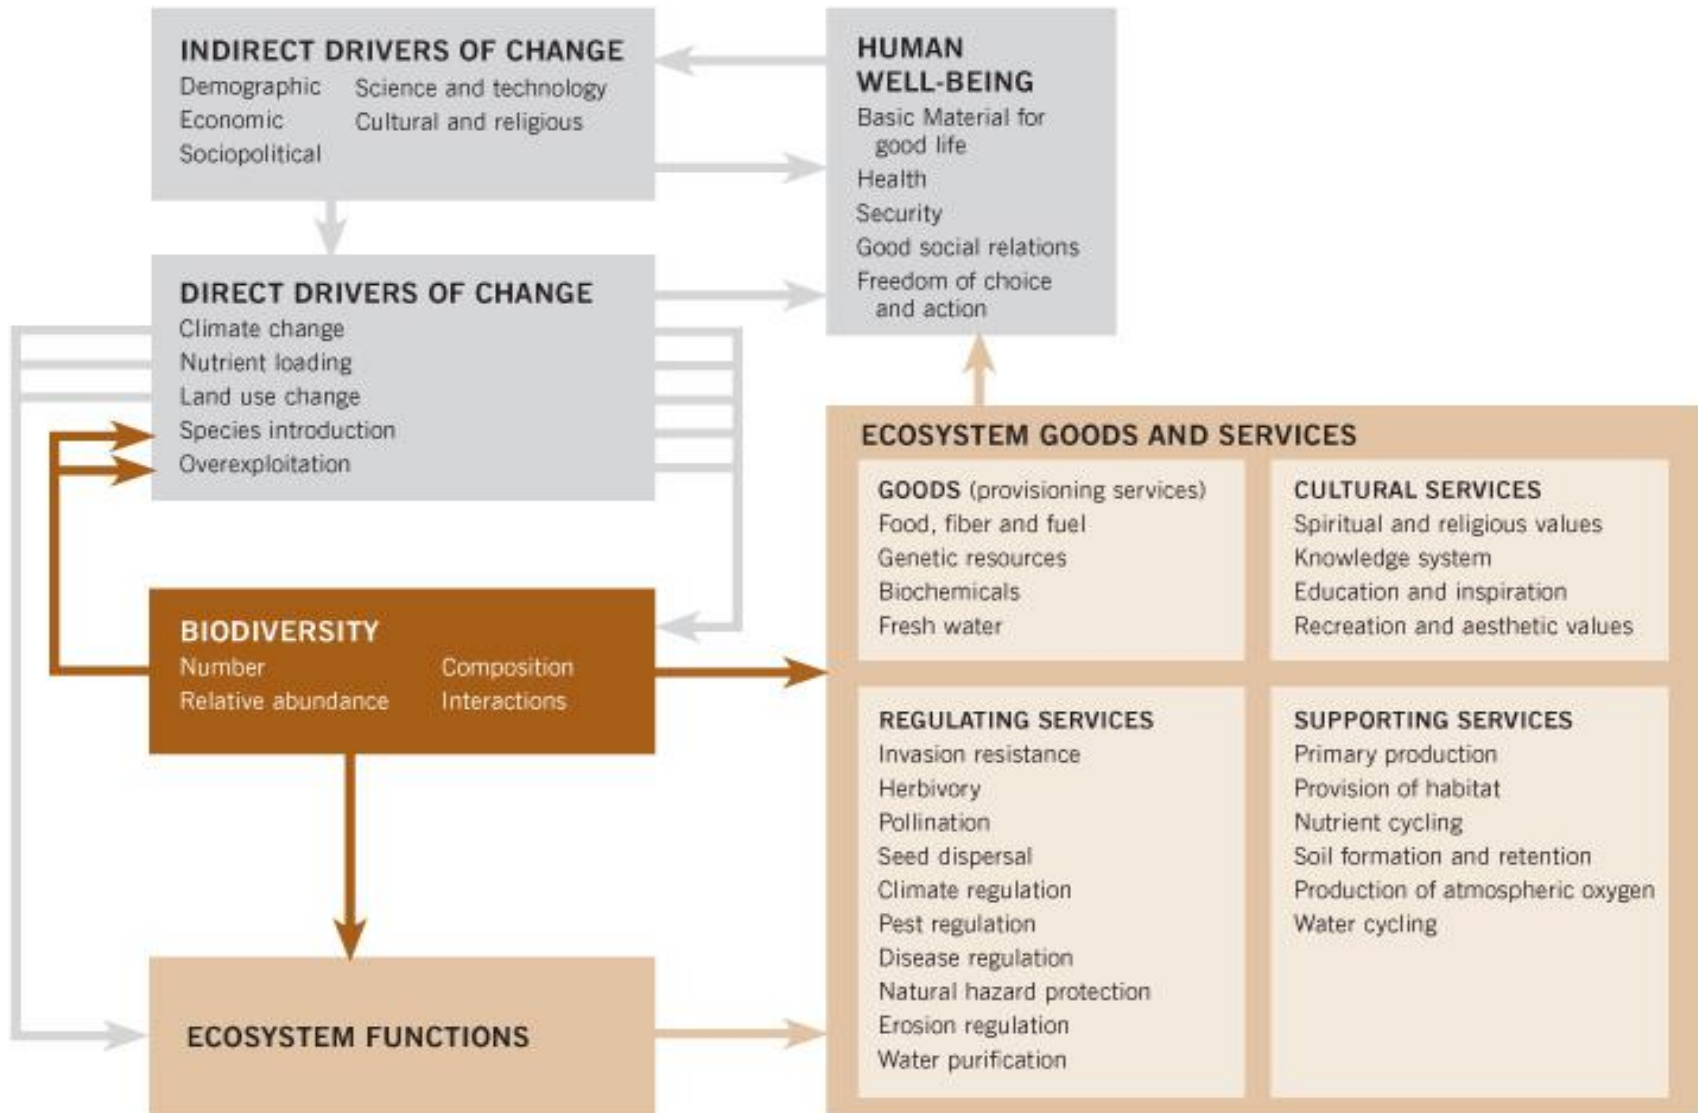 INDIRECT DRIVERS OF CHANGE
Demographic
Economic
Sociopolitical
Science and technology
Cultural and religious
HUMAN
WELL-BEING
Basic Material for
good life
Health
Security
Good social relations
Freedom of choice
and action
DIRECT DRIVERS OF CHANGE
Climate change
Nutrient loading
Land use change
Species introduction
Overexploitation
BIODIVERSITY
Number
Relative abundance
Composition
Interactions
ECOSYSTEM FUNCTIONS
ECOSYSTEM GOODS AND SERVICES
GOODS (provisioning services)
Food, fiber and fuel
Genetic resources
Biochemicals
Fresh water
CULTURAL SERVICES
Spiritual and religious values
Knowledge system
Education and inspiration
Recreation and aesthetic values
REGULATING SERVICES
Invasion resistance
Herbivory
Pollination
Seed dispersal
Climate regulation
Pest regulation
Disease regulation
Natural hazard protection
Erosion regulation
Water purification
SUPPORTING SERVICES
Primary production
Provision of habitat
Nutrient cycling
Soil formation and retention
Production of atmospheric oxygen
Water cycling